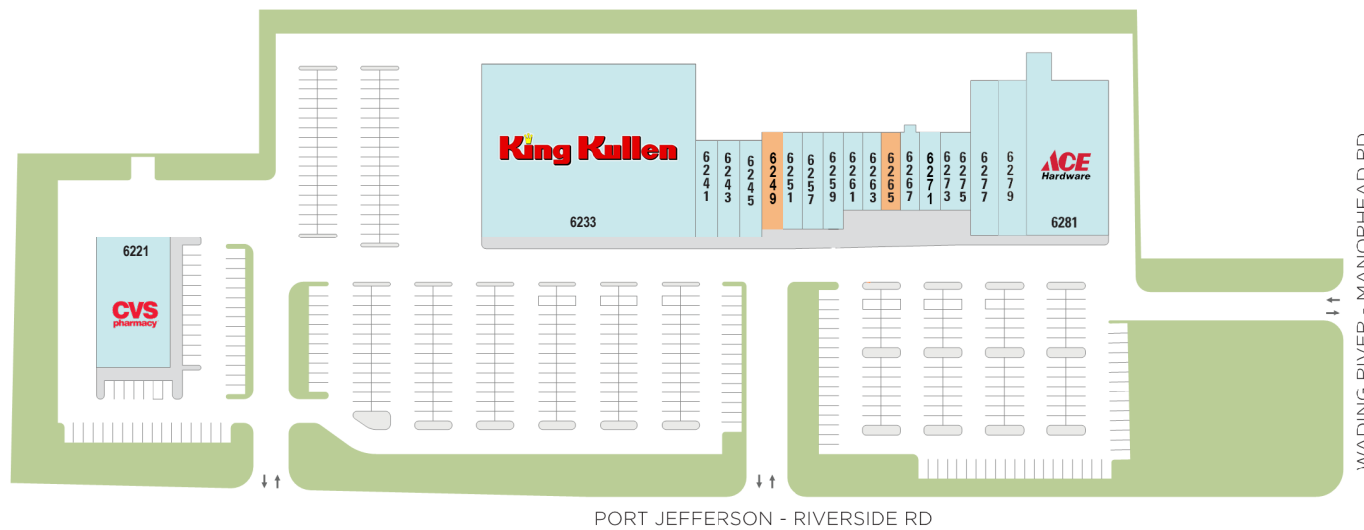 King Kullen
6233
6241
6243
6245
6249
6251
6257
6259
6261
6263
6265
6267
6271
6273
6275
6277
6279
ACE
Hardware
6281
6221
CVS
pharmacy
WADING RIVER - MANORHEAD RD
PORT JEFFERSON - RIVERSIDE RD